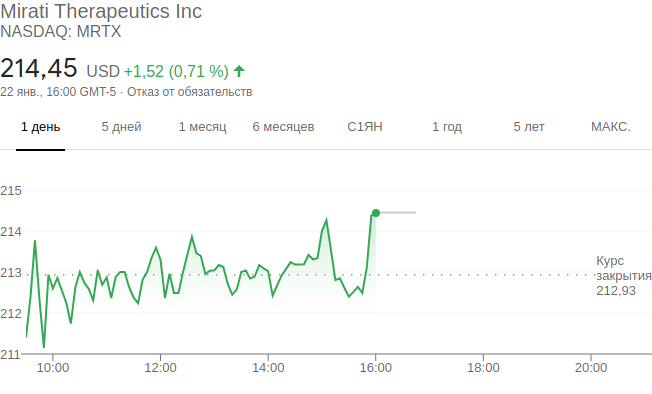 Mirati Therapeutics Inc
NASDAQ: MRTX
214,45 USD +1,52 (0,71 %)
22 янв., 16:00 GMT-5 · Отказ от обязательств
1 день 5 дней 1 месяц 6 месяцев С1ЯН 1 год 5 лет МАКС.
215
214
213
212
211
Курс
закрытия
212,93
10:00 12:00 14:00 16:00 18:00 20:00